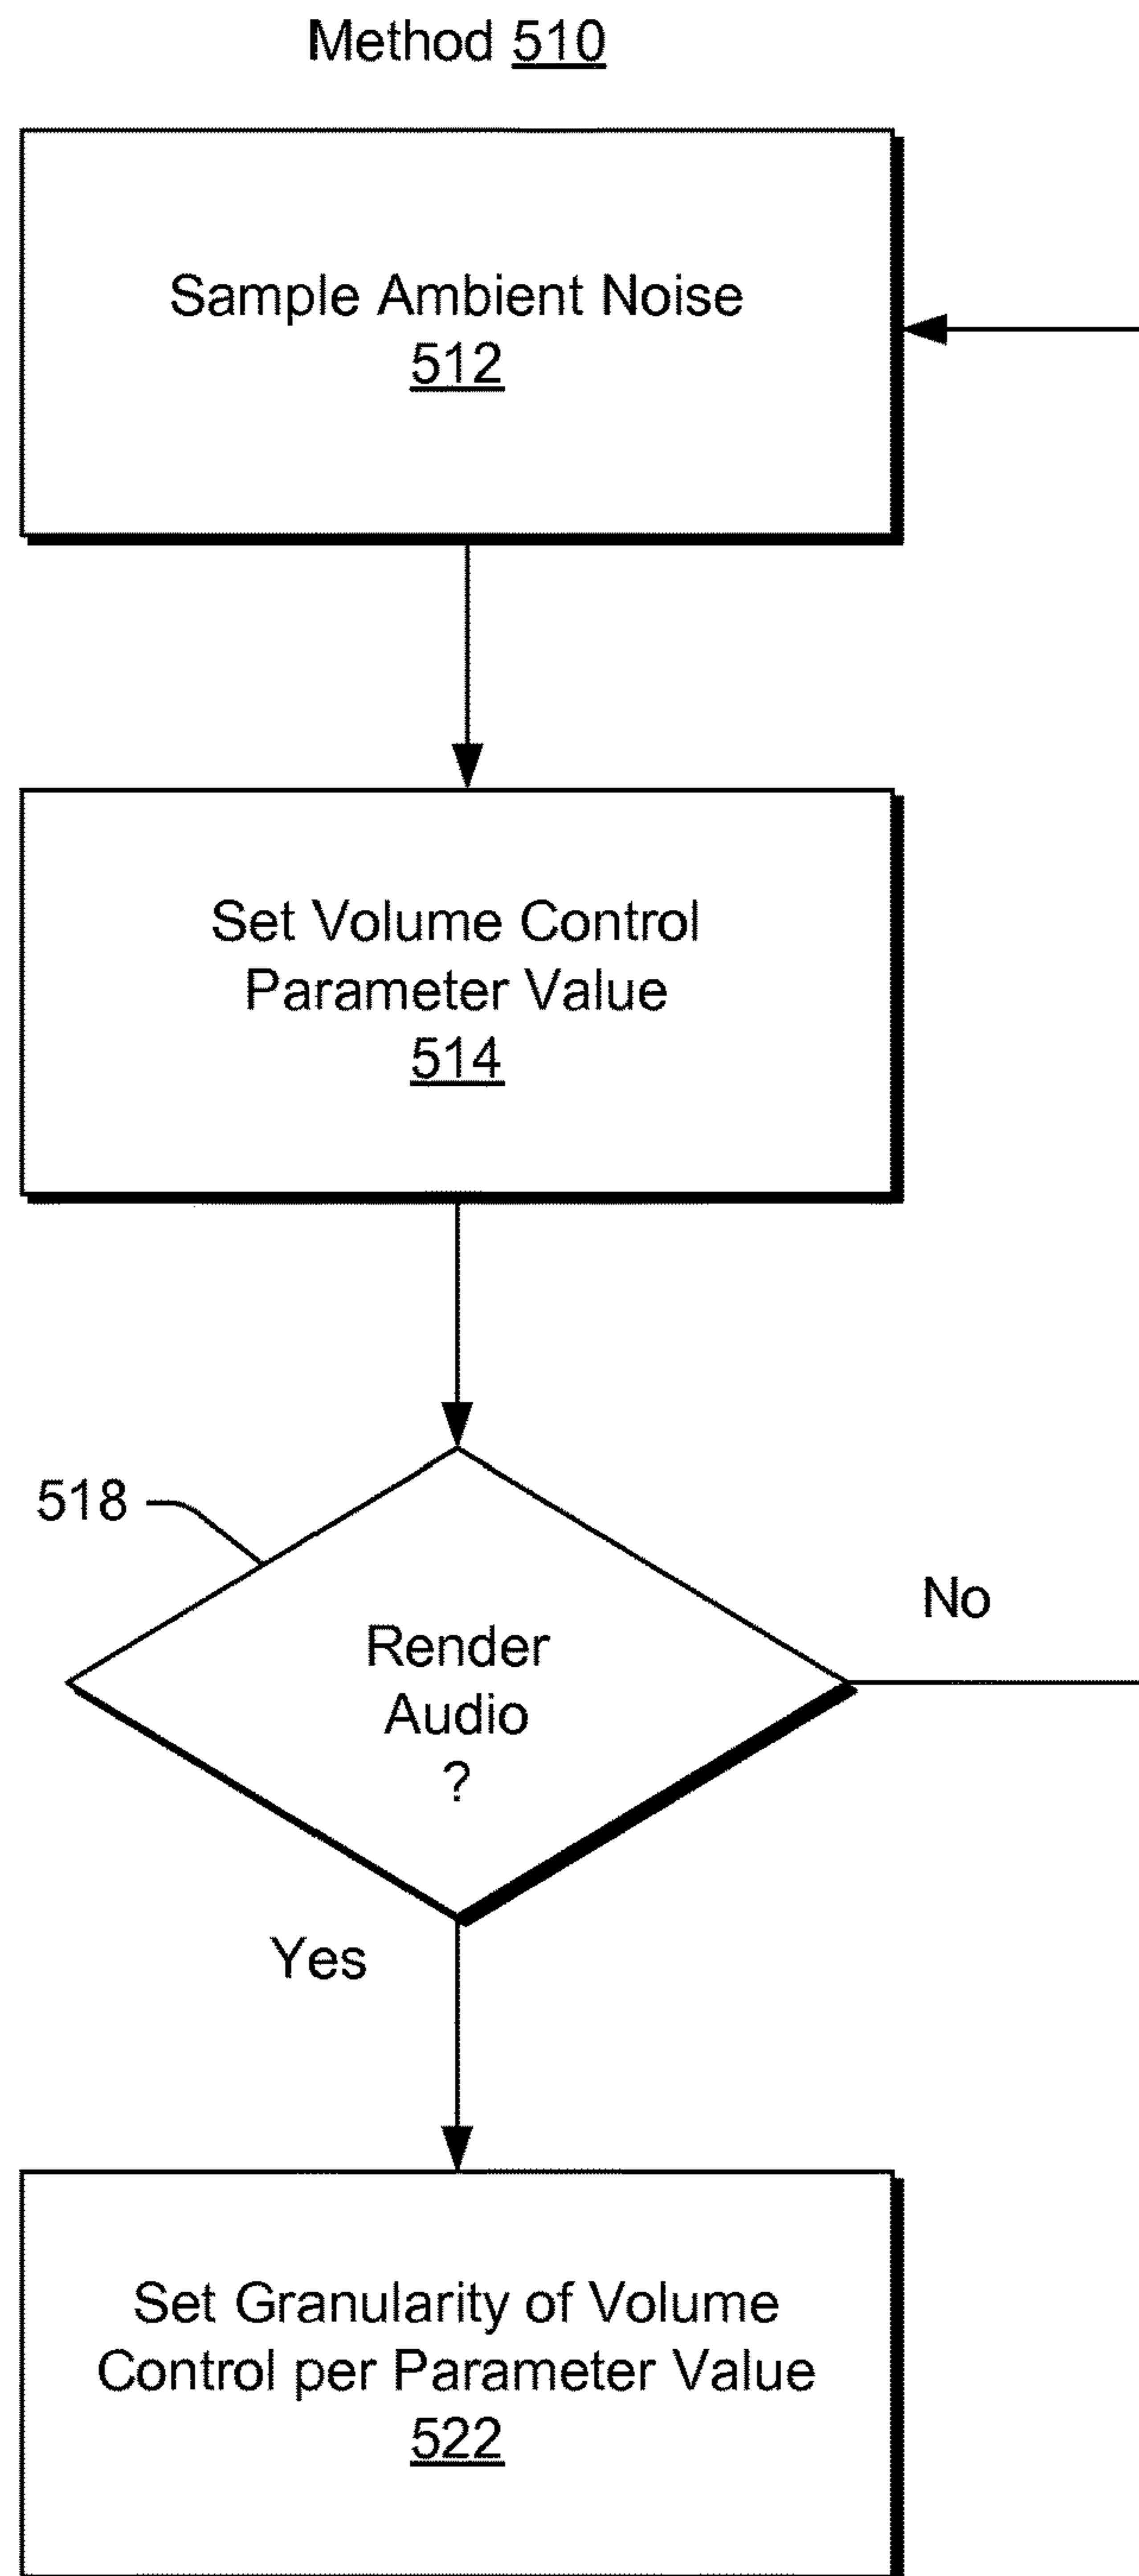 Method 510
Sample Ambient Noise
512
Set Volume Control
Parameter Value
514
518
Render
Audio
?
No
Yes
Set Granularity of Volume
Control per Parameter Value
522